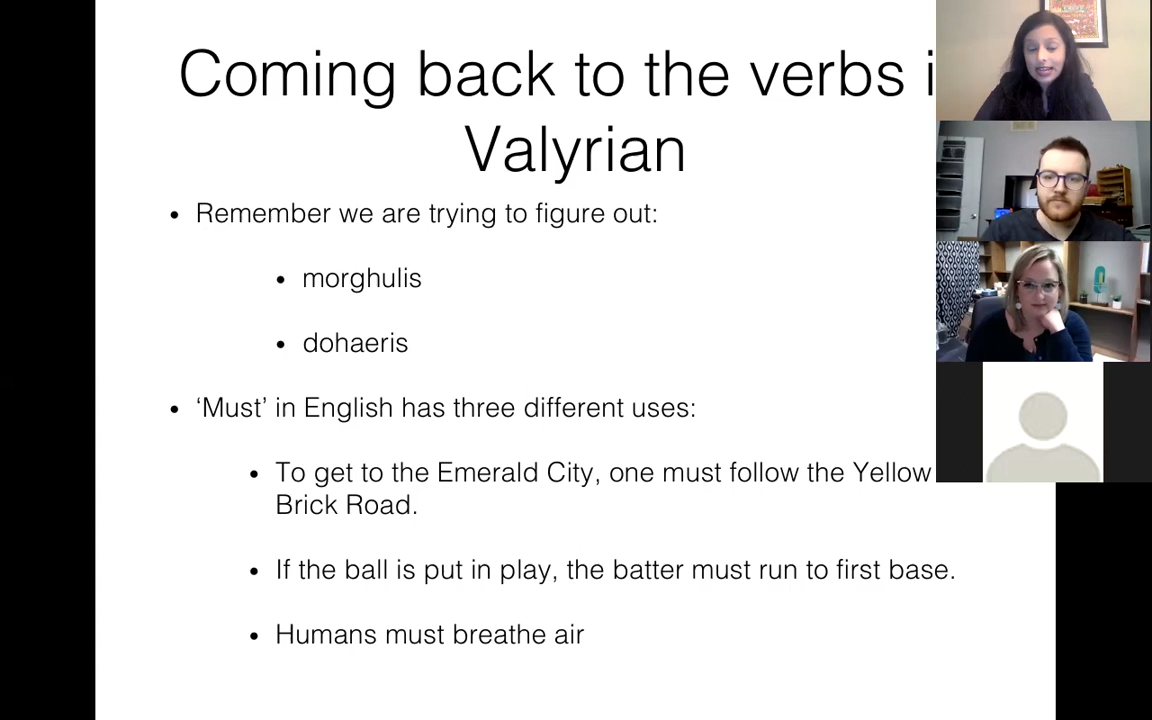 Coming back to the verbs i
Valyrian
• Remember we are trying to figure out:
• morghulis
• dohaeris
• ‘Must’ in English has three different uses:
• To get to the Emerald City, one must follow the Yellow
Brick Road.
• If the ball is put in play, the batter must run to first base.
• Humans must breathe air